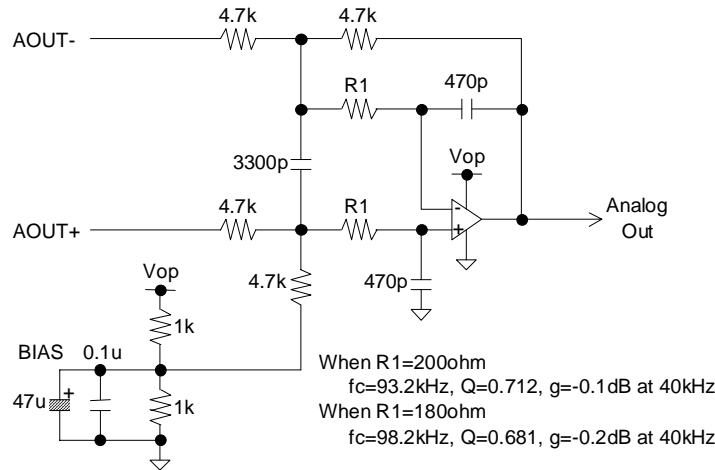 4.7k 4.7k
AOUT-
R1 470p
3300p Vop
4.7k R1 Analog
AOUT+ - + Out
Vop 4.7k 470p
1k
BIAS 0.1u
47u + 1k
When R1=200ohm
fc=93.2kHz, Q=0.712, g=-0.1dB at 40kHz
When R1=180ohm
fc=98.2kHz, Q=0.681, g=-0.2dB at 40kHz